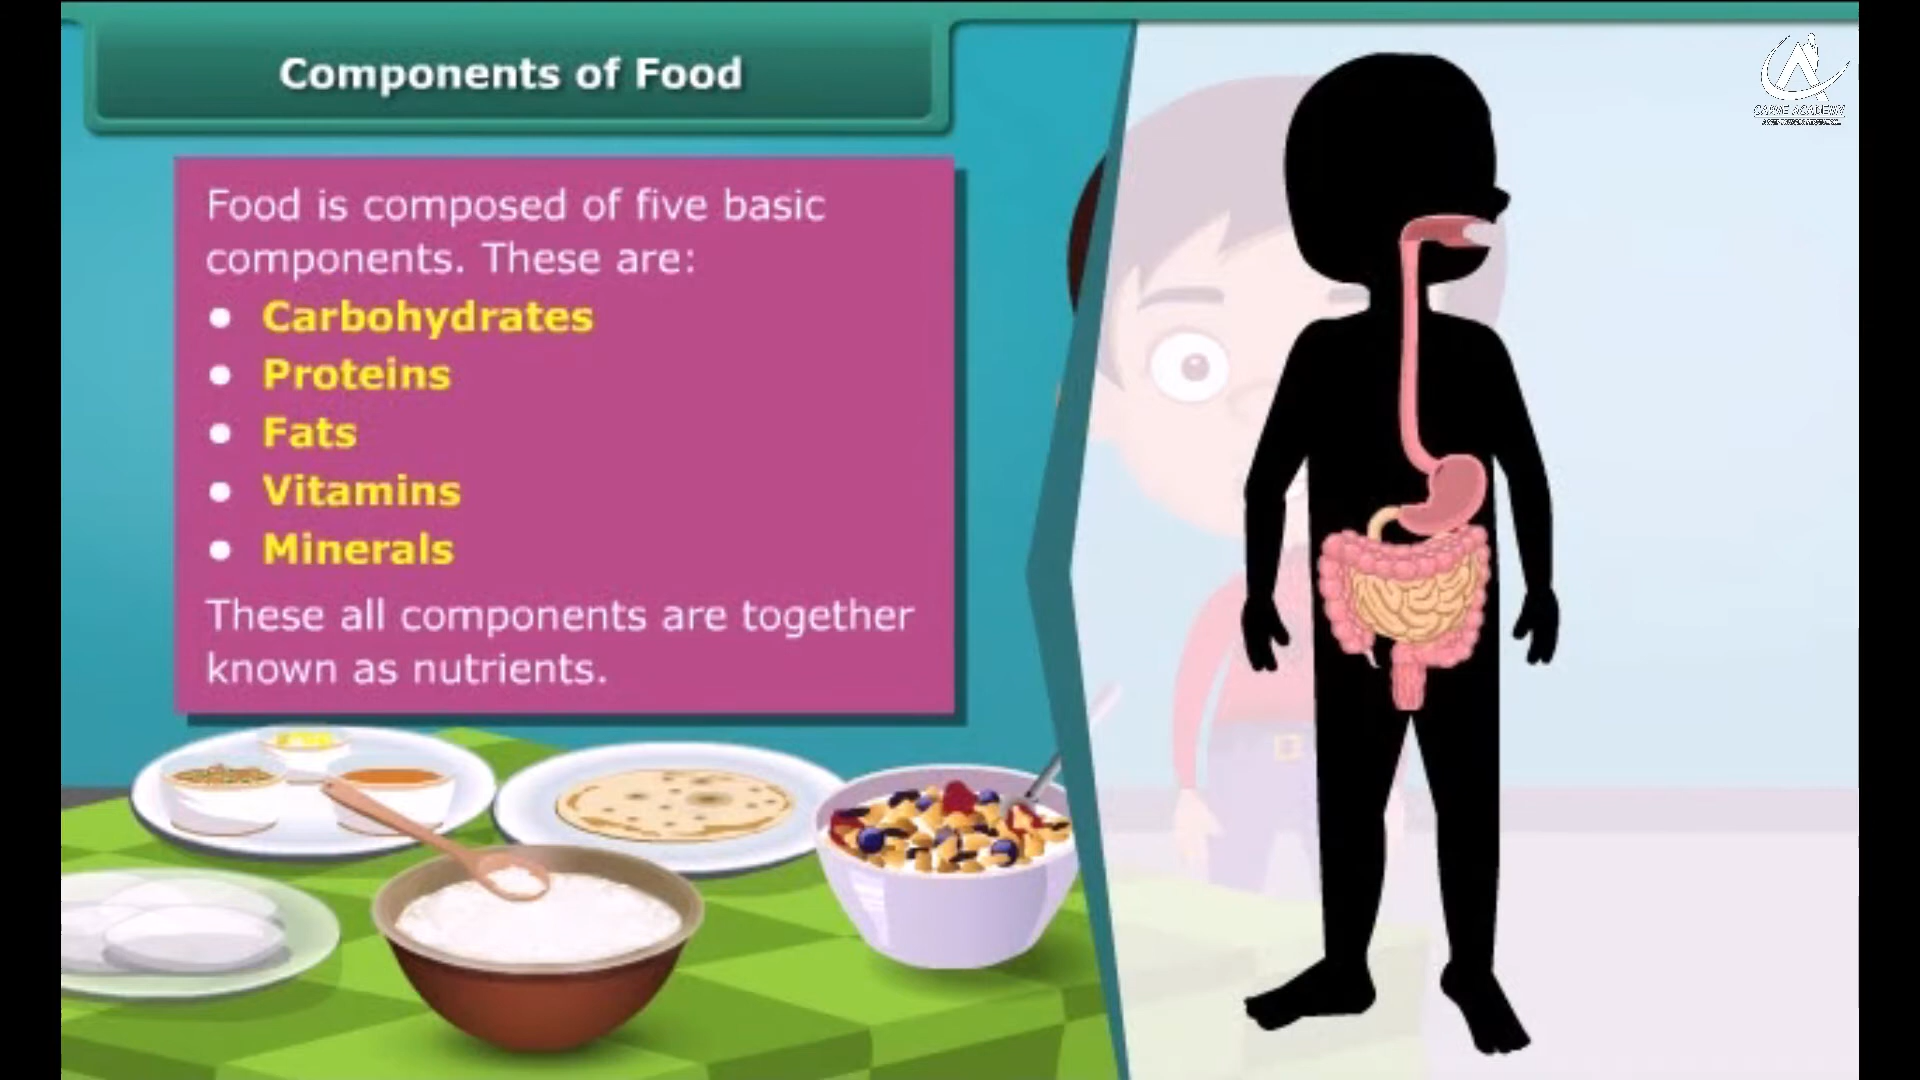 Components of Food
Food is composed of five basic
components. These are:
● Carbohydrates
● Proteins
● Fats
● Vitamins
● Minerals
These all components are together
known as nutrients.